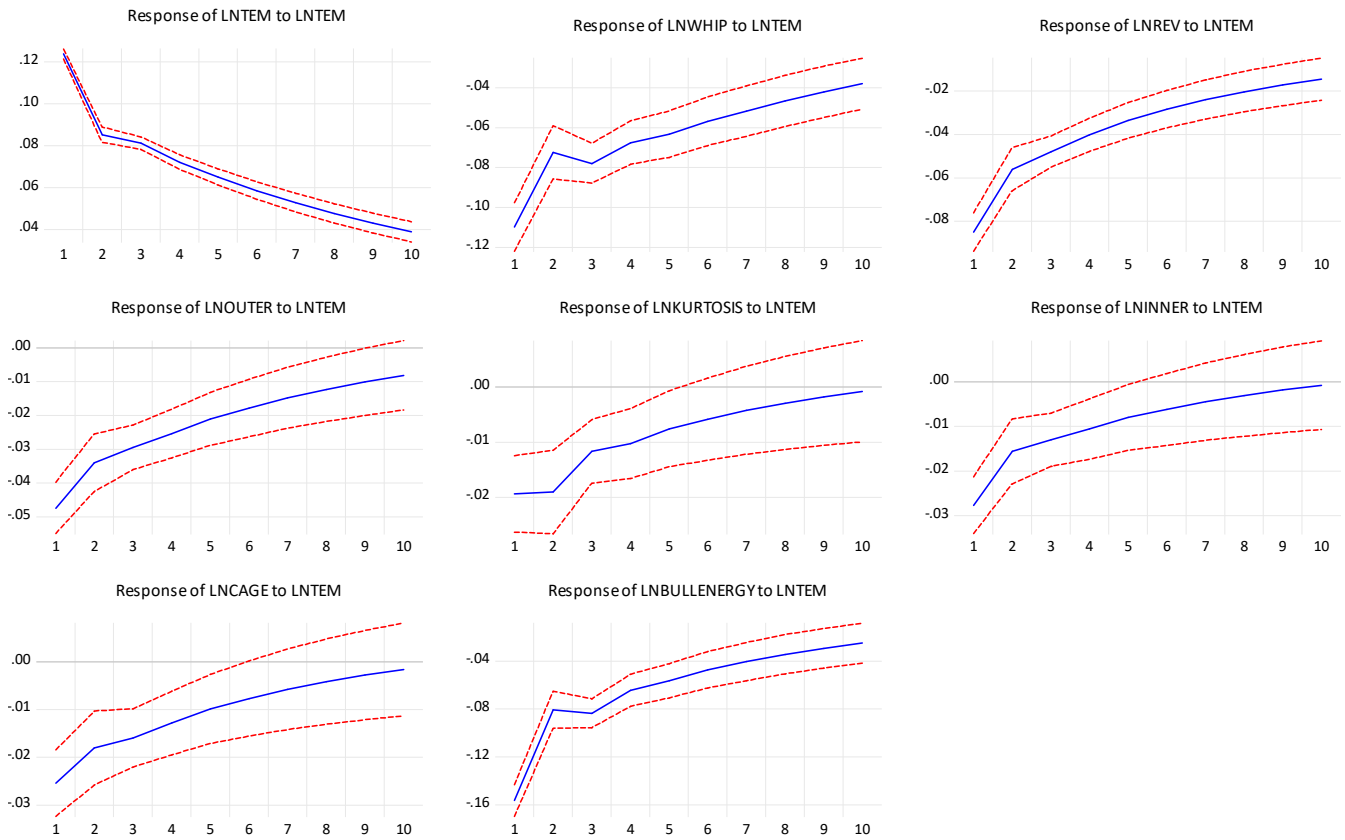 Response of LNTEM to LNTEM
.12
.10
.08
.06
.04
1 2 3 4 5 6 7 8 9 10
Response of LNWHIP to LNTEM
-.04
-.06
-.08
-.10
-.12
1 2 3 4 5 6 7 8 9 10
Response of LNREV to LNTEM
-.02
-.04
-.06
-.08
1 2 3 4 5 6 7 8 9 10
Response of LNOUTER to LNTEM
.00
-.01
-.02
-.03
-.04
-.05
1 2 3 4 5 6 7 8 9 10
Response of LNKURTOSIS to LNTEM
.00
-.01
-.02
1 2 3 4 5 6 7 8 9 10
Response of LNINNER to LNTEM
.00
-.01
-.02
-.03
1 2 3 4 5 6 7 8 9 10
Response of LNCAGE to LNTEM
.00
-.01
-.02
-.03
1 2 3 4 5 6 7 8 9 10
Response of LNBULLENERGY to LNTEM
-.04
-.08
-.12
-.16
1 2 3 4 5 6 7 8 9 10